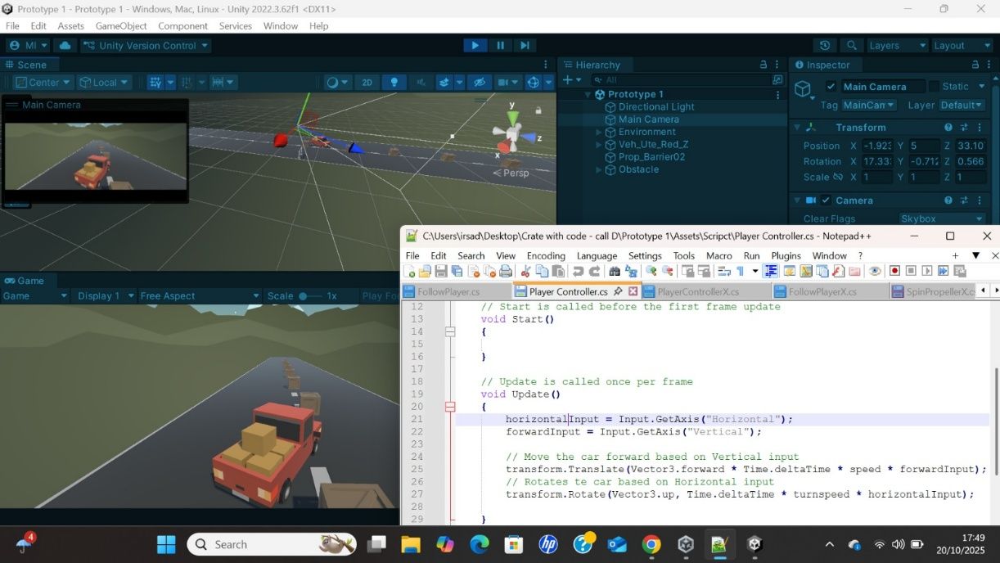 Prototype 1 - Prototype 1 - Windows, Mac, Linux - Unity 2022.3.62f1 <DX11>
File Edit Assets GameObject Component Services Window Help
MI Unity Version Control Layers Layout
Scene
Center Local 2D
Main Camera
y
z
x
Persp
Hierarchy
All
Prototype 1
Directional Light
Main Camera
Environment
Veh_Ute_Red_Z
Prop_Barrier02
Obstacle
Inspector
Main Camera Static
Tag MainCam Layer Default
Transform
Position X -1.923 Y 5 Z 33.10
Rotation X 17.33 Y -0.712 Z 0.566
Scale X 1 Y 1 Z 1
Camera
Clear Flags Skybox
Game
Game Display 1 Free Aspect Scale 1x Play Fo
C:\Users\irsad\Desktop\Crate with code - call D\Prototype 1\Assets\Scripct\Player Controller.cs - Notepad++
File Edit Search View Encoding Language Settings Tools Macro Run Plugins Window ?
FollowPlayer.cs Player Controller.cs PlayerControllerX.cs FollowPlayerX.cs SpinPropellerX.c
12 // Start is called before the first frame update
13 void Start()
14 {
15
16 }
17
18 // Update is called once per frame
19 void Update()
20 {
21 horizontalInput = Input.GetAxis("Horizontal");
22 forwardInput = Input.GetAxis("Vertical");
23
24 // Move the car forward based on Vertical input
25 transform.Translate(Vector3.forward * Time.deltaTime * speed * forwardInput);
26 // Rotates te car based on Horizontal input
27 transform.Rotate(Vector3.up, Time.deltaTime * turnspeed * horizontalInput);
28
29 }
4
Search
17:49
20/10/2025